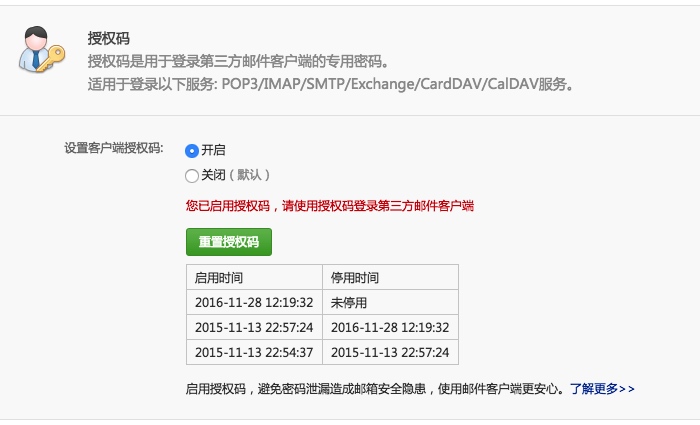 授权码
授权码是用于登录第三方邮件客户端的专用密码。
适用于登录以下服务: POP3/IMAP/SMTP/Exchange/CardDAV/CalDAV服务。
设置客户端授权码: 开启
关闭（默认）
您已启用授权码，请使用授权码登录第三方邮件客户端
重置授权码
启用时间 停用时间
2016-11-28 12:19:32 未停用
2015-11-13 22:57:24 2016-11-28 12:19:32
2015-11-13 22:54:37 2015-11-13 22:57:24
启用授权码，避免密码泄漏造成邮箱安全隐患，使用邮件客户端更安心。了解更多>>